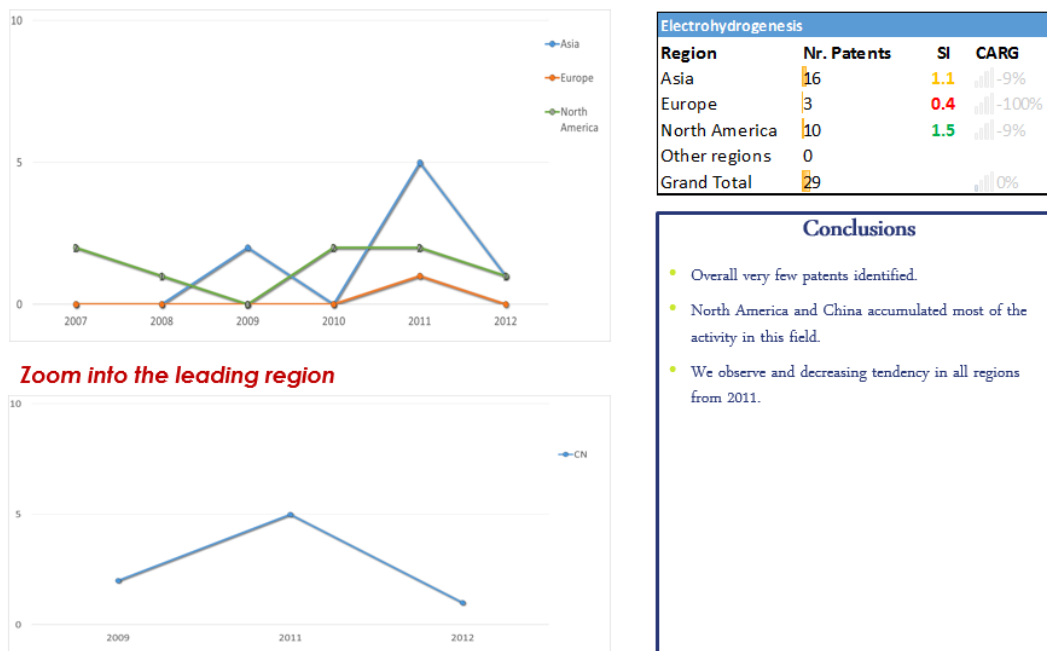 10
5
0
2007 2008 2009 2010 2011 2012
Asia
Europe
North
America
Zoom into the leading region
10
5
0
2009 2011 2012
CN
Electrohydrogenesis
Region Nr. Patents SI CARG
Asia 16 1.1 -9%
Europe 3 0.4 -100%
North America 10 1.5 -9%
Other regions 0
Grand Total 29 0%
Conclusions
• Overall very few patents identified.
• North America and China accumulated most of the
activity in this field.
• We observe and decreasing tendency in all regions
from 2011.